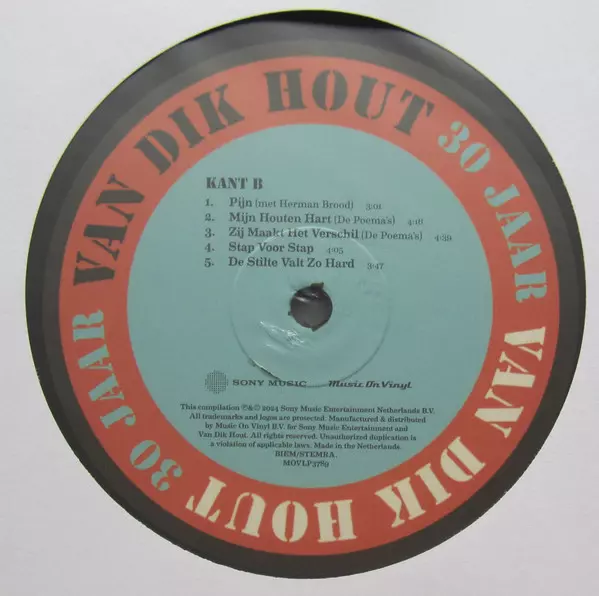 VAN DIK HOUT 30 JAAR VAN DIK HOUT 30 JAAR
KANT B
1. Pijn (met Herman Brood) 3:01
2. Mijn Houten Hart (De Poema's) 4:01
3. Zij Maakt Het Verschil (De Poema's) 4:39
4. Stap Voor Stap 4:05
5. De Stilte Valt Zo Hard 3:47
SONY MUSIC Music On Vinyl
This compilation ℗&© 2024 Sony Music Entertainment Netherlands B.V.
All trademarks and logos are protected. Manufactured & distributed
by Music On Vinyl B.V. for Sony Music Entertainment and
Van Dik Hout. All rights reserved. Unauthorized duplication is
a violation of applicable laws. Made in the Netherlands.
BIEM/STEMRA.
MOVLP3789